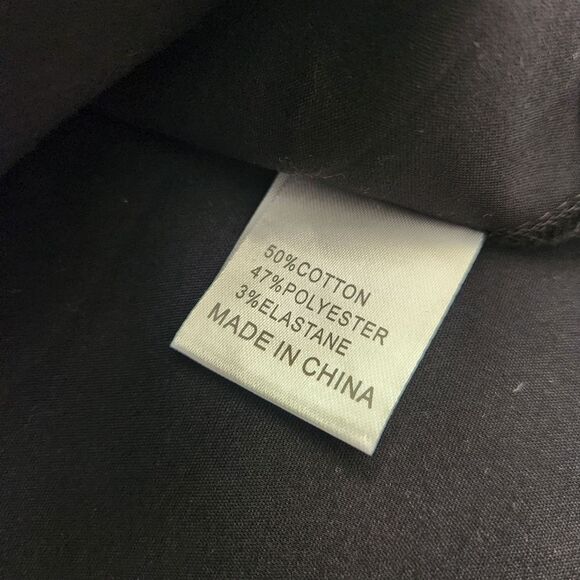 50%COTTON
47%POLYESTER
3%ELASTANE
MADE IN CHINA